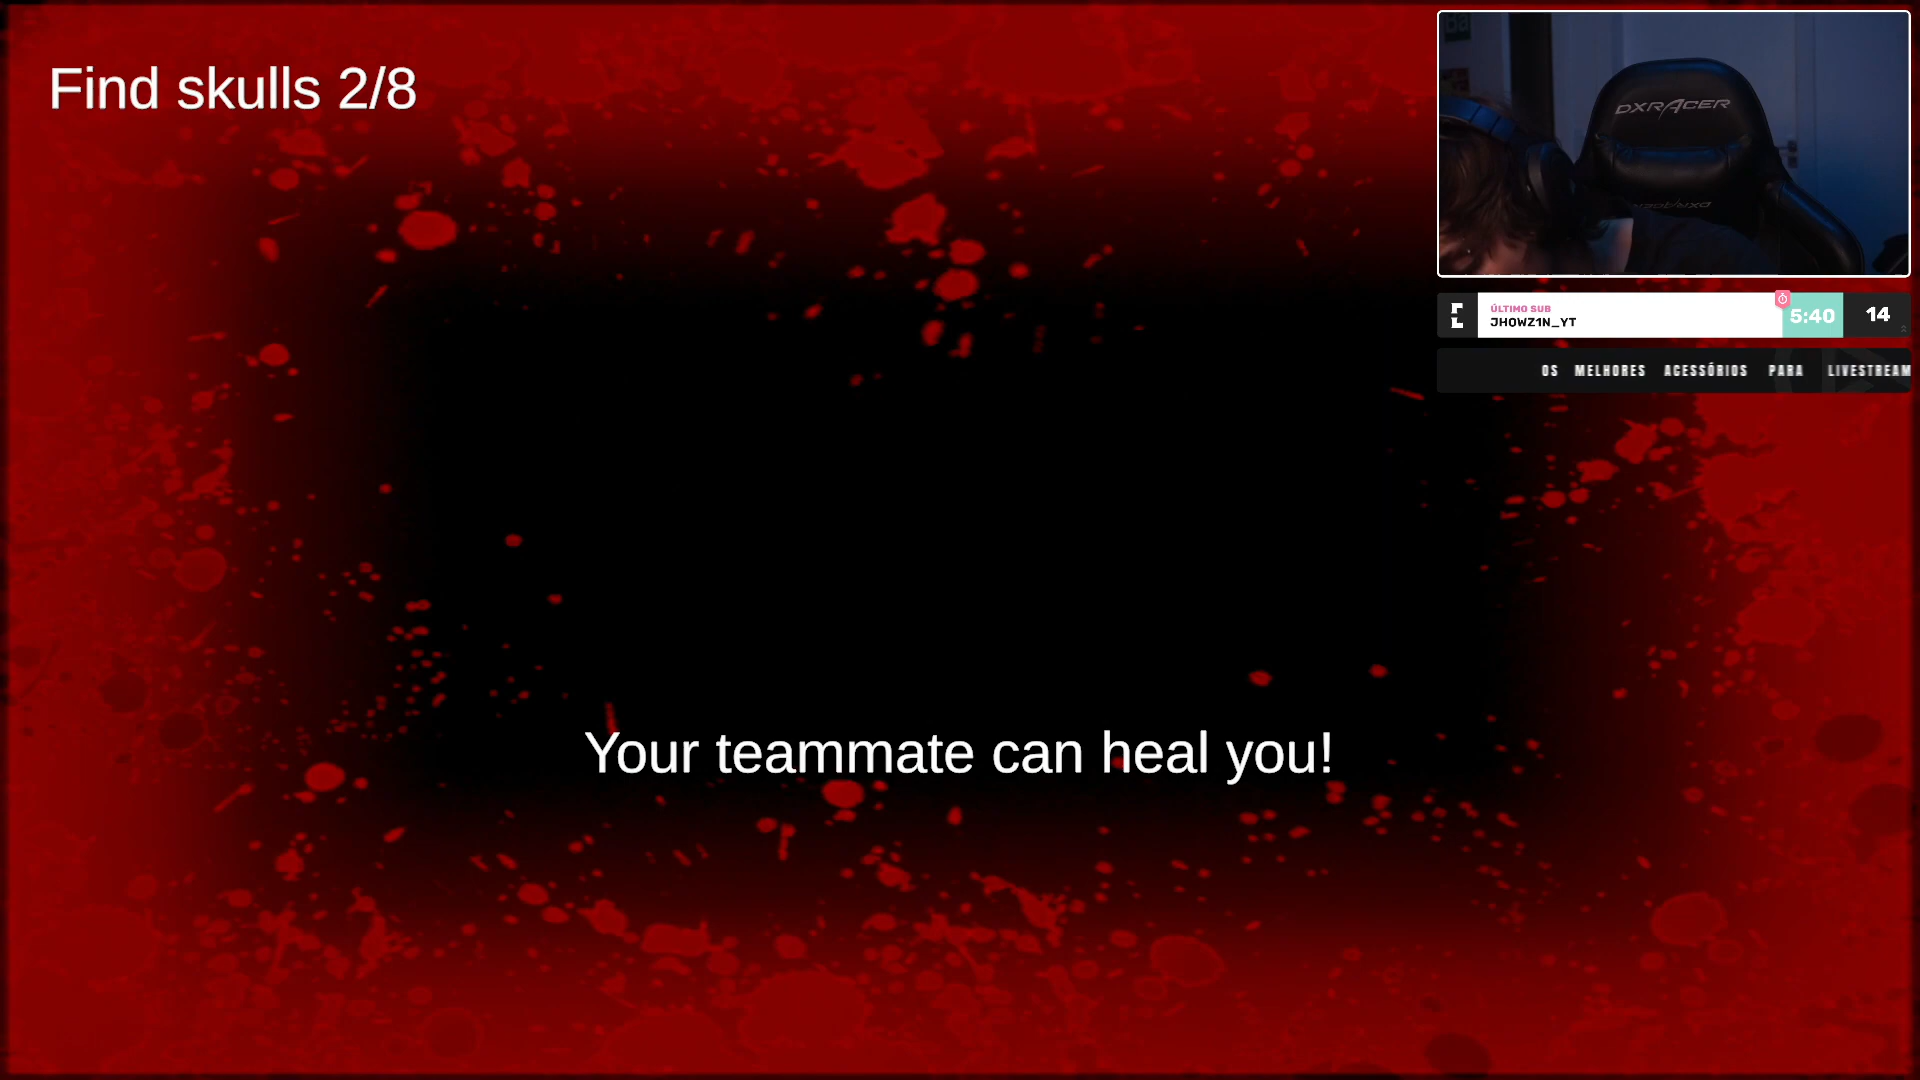 Find skulls 2/8
DXRACER
ÚLTIMO SUB
JHOWZ1N_YT
5:40
14
OS MELHORES ACESSÓRIOS PARA LIVESTREAM
Your teammate can heal you!